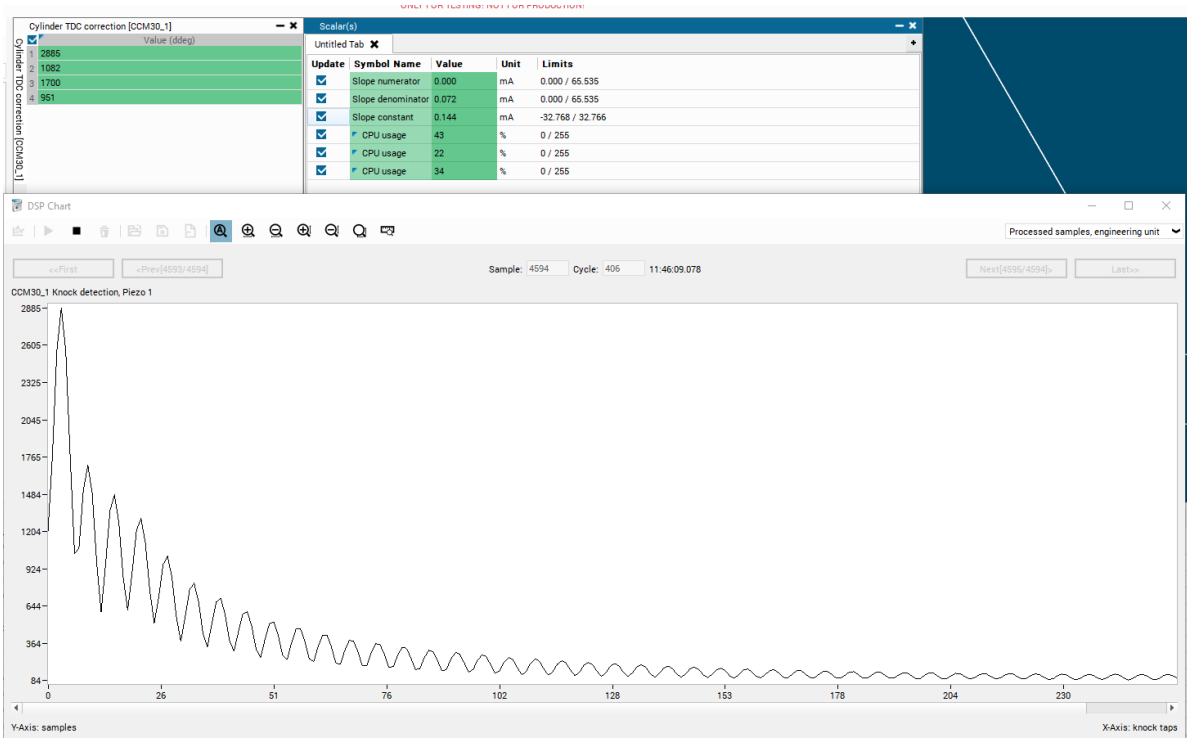 ONLY FOR TESTING! NOT FOR PRODUCTION!
Cylinder TDC correction [CCM30_1]
Cylinder TDC correction [CCM30_1]
Value (ddeg)
1 2885
2 1082
3 1700
4 951
Scalar(s)
Untitled Tab
Update Symbol Name Value Unit Limits
Slope numerator 0.000 mA 0.000 / 65.535
Slope denominator 0.072 mA 0.000 / 65.535
Slope constant 0.144 mA -32.768 / 32.766
CPU usage 43 % 0 / 255
CPU usage 22 % 0 / 255
CPU usage 34 % 0 / 255
DSP Chart
Processed samples, engineering unit
<<First <Prev[4593/4594] Sample: 4594 Cycle: 406 11:46:09.078 Next[4595/4594]> Last>>
CCM30_1 Knock detection, Piezo 1
2885
2605
2325
2045
1765
1484
1204
924
644
364
84
0 26 51 76 102 128 153 178 204 230
Y-Axis: samples X-Axis: knock taps